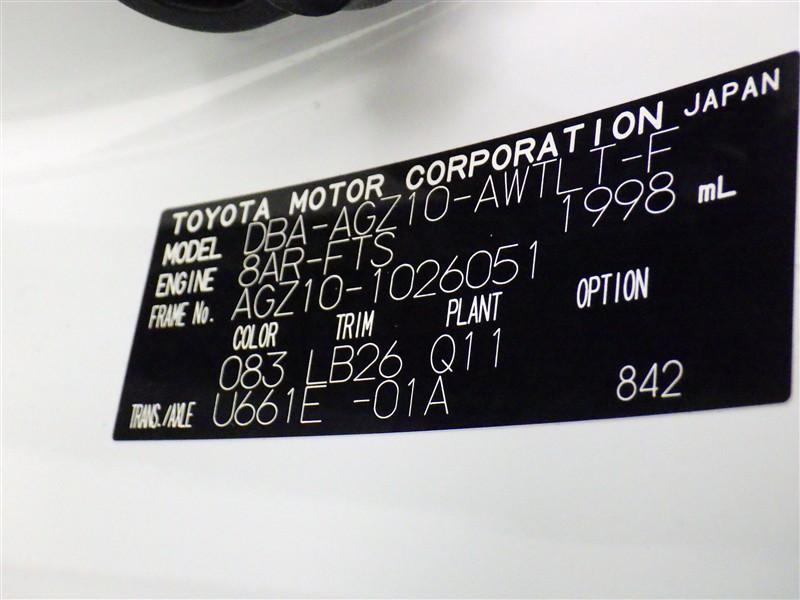 TOYOTA MOTOR CORPORATION JAPAN
MODEL DBA-AGZ10-AWTLT-F
ENGINE 8AR-FTS 1998 mL
FRAME No. AGZ10-1026051
COLOR TRIM PLANT OPTION
083 LB26 Q11
TRANS./AXLE U661E -01A 842